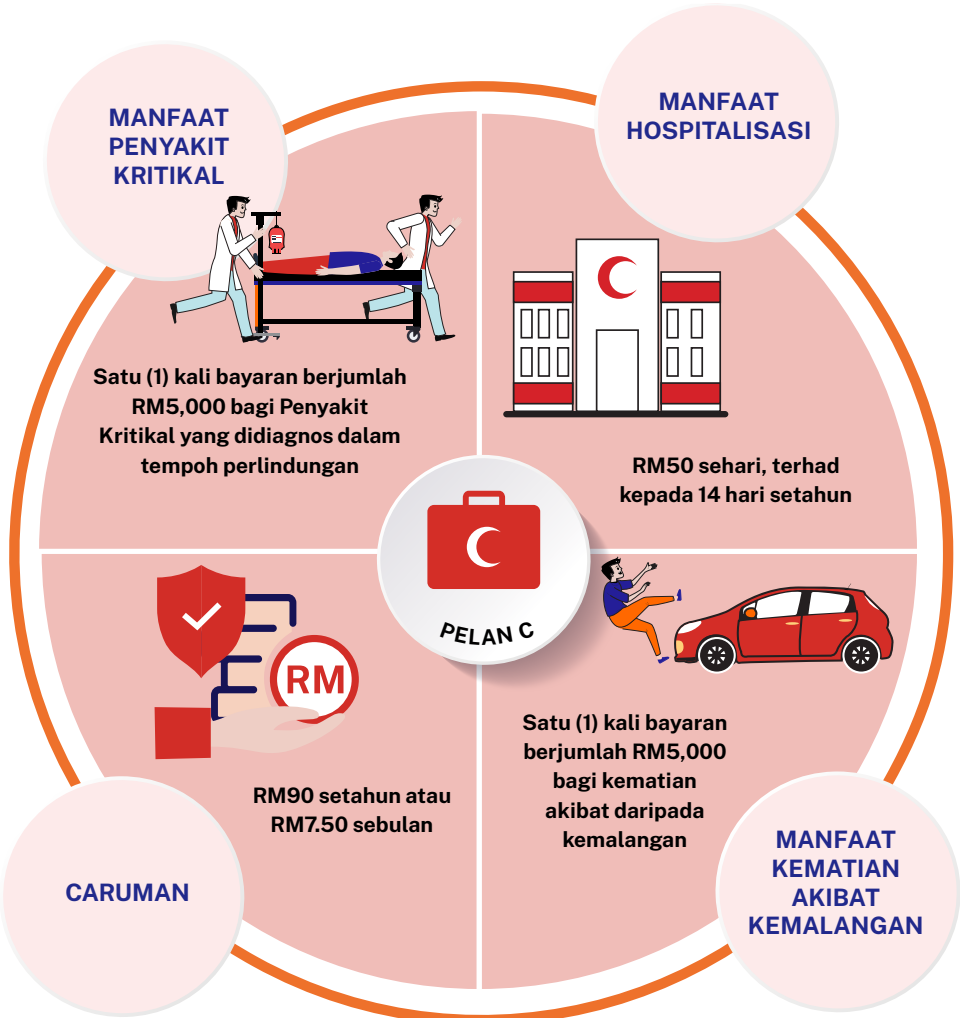 MANFAAT
PENYAKIT
KRITIKAL
Satu (1) kali bayaran berjumlah
RM5,000 bagi Penyakit
Kritikal yang didiagnos dalam
tempoh perlindungan
MANFAAT
HOSPITALISASI
RM50 sehari, terhad
kepada 14 hari setahun
PELAN C
RM
RM90 setahun atau
RM7.50 sebulan
CARUMAN
Satu (1) kali bayaran
berjumlah RM5,000
bagi kematian
akibat daripada
kemalangan
MANFAAT
KEMATIAN
AKIBAT
KEMALANGAN